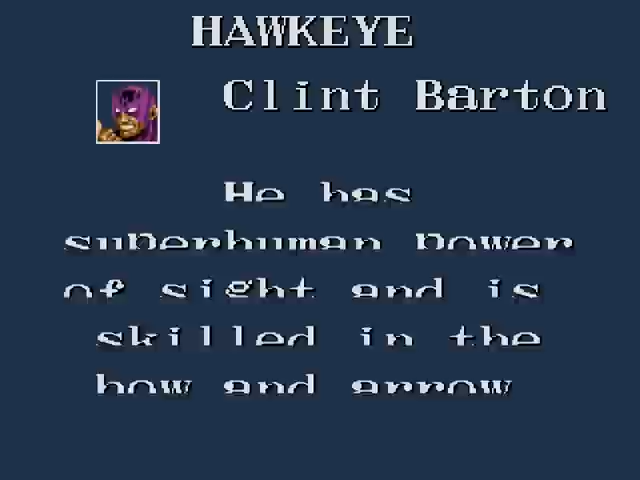 HAWKEYE
Clint Barton
He has
superhuman power
of sight and is
skilled in the
bow and arrow